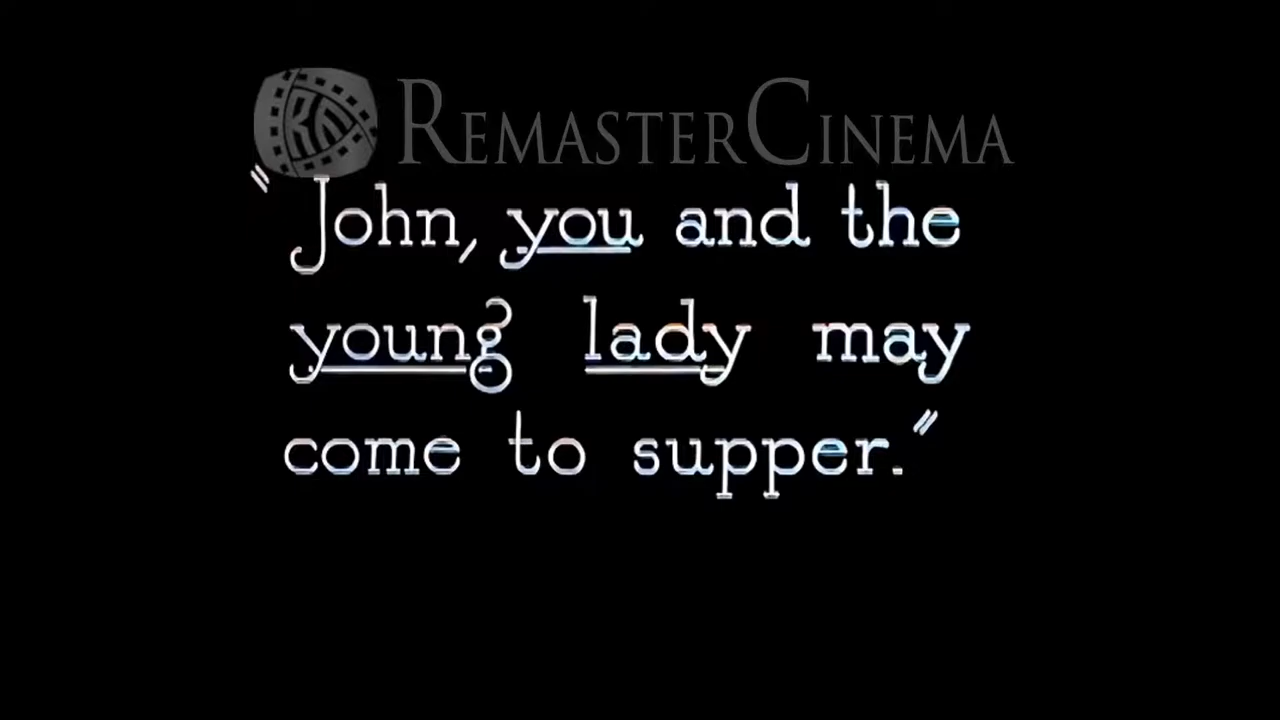 REMASTERCINEMA
"John, you and the
young lady may
come to supper."